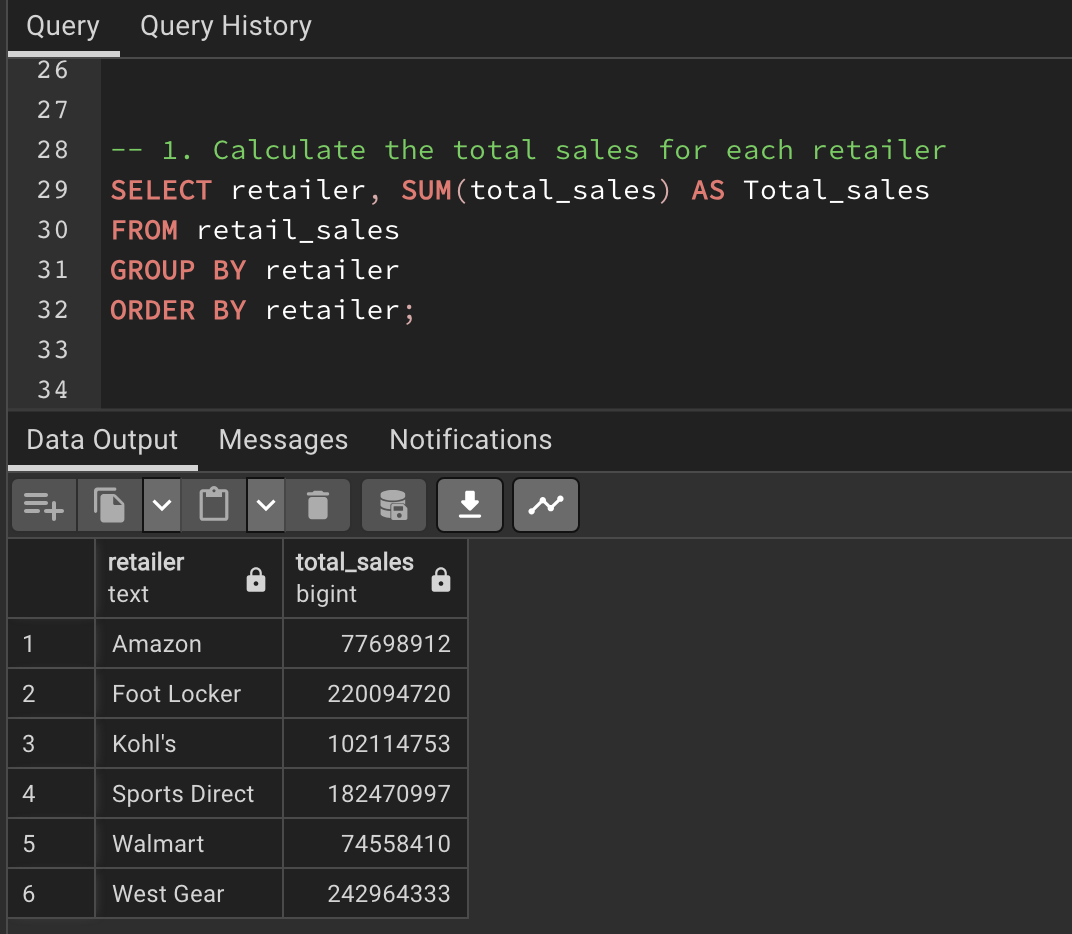 Query Query History
26
27
28 -- 1. Calculate the total sales for each retailer
29 SELECT retailer, SUM(total_sales) AS Total_sales
30 FROM retail_sales
31 GROUP BY retailer
32 ORDER BY retailer;
33
34
Data Output Messages Notifications
retailer total_sales
text bigint
1 Amazon 77698912
2 Foot Locker 220094720
3 Kohl's 102114753
4 Sports Direct 182470997
5 Walmart 74558410
6 West Gear 242964333